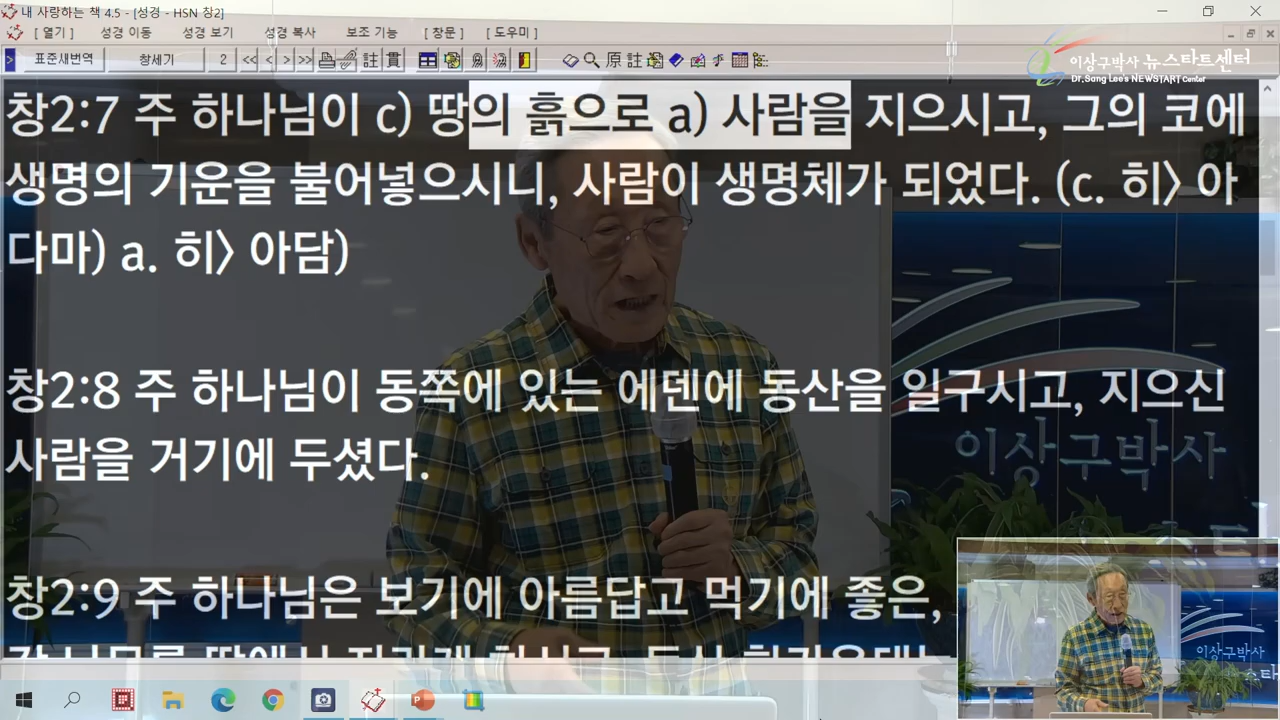 내 사랑하는 책 4.5 - [성경 - HSN 창2]
[ 열기 ] 성경 이동 성경 보기 성경 복사 보조 기능 [ 창문 ] [ 도우미 ]
표준새번역 창세기 2 << < > >> 註 貫 原 註
이상구박사 뉴스타트센터
Dr.Sang Lee's NEWSTART Center
창2:7 주 하나님이 c) 땅의 흙으로 a) 사람을 지으시고, 그의 코에
생명의 기운을 불어넣으시니, 사람이 생명체가 되었다. (c. 히> 아
다마) a. 히> 아담)
창2:8 주 하나님이 동쪽에 있는 에덴에 동산을 일구시고, 지으신
사람을 거기에 두셨다.
이상구박사
창2:9 주 하나님은 보기에 아름답고 먹기에 좋은,
이상구박사